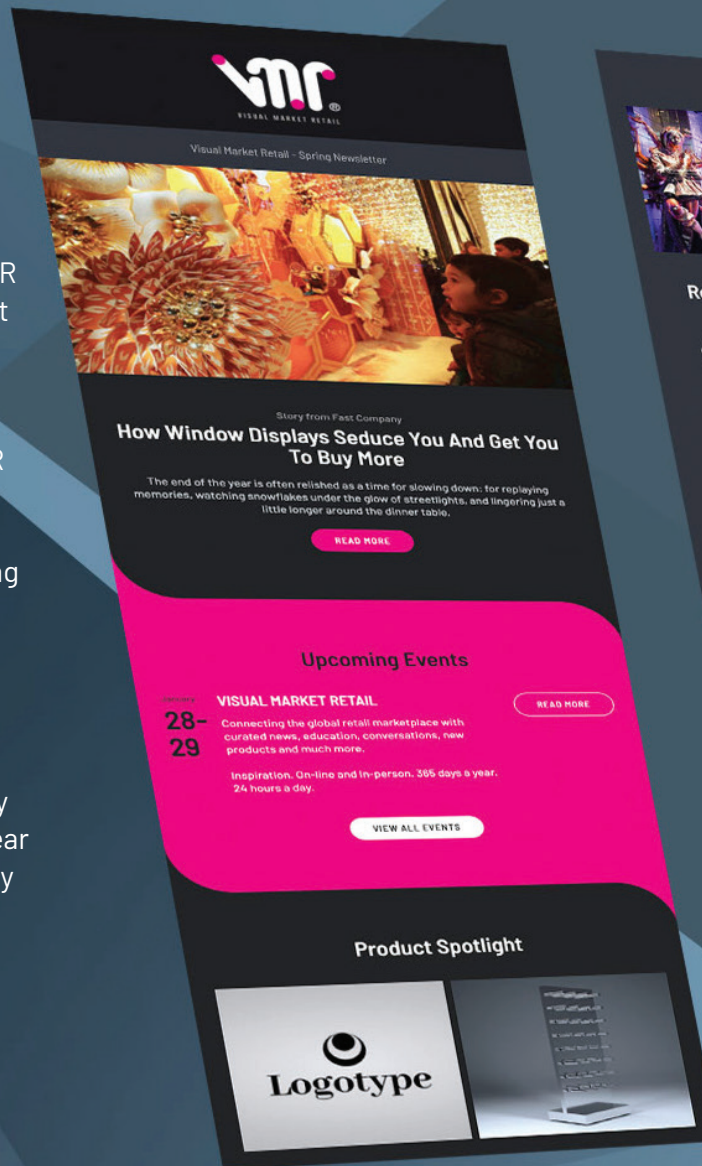 R
t
R
ng
y
ear
y
vmr®
VISUAL MARKET RETAIL
Visual Market Retail - Spring Newsletter
Story from Fast Company
How Window Displays Seduce You And Get You
To Buy More
The end of the year is often relished as a time for slowing down: for replaying
memories, watching snowflakes under the glow of streetlights, and lingering just a
little longer around the dinner table.
READ MORE
Upcoming Events
28-
29
VISUAL MARKET RETAIL
Connecting the global retail marketplace with
curated news, education, conversations, new
products and much more.
Inspiration. On-line and in-person. 365 days a year.
24 hours a day.
READ MORE
VIEW ALL EVENTS
Product Spotlight
Logotype
R